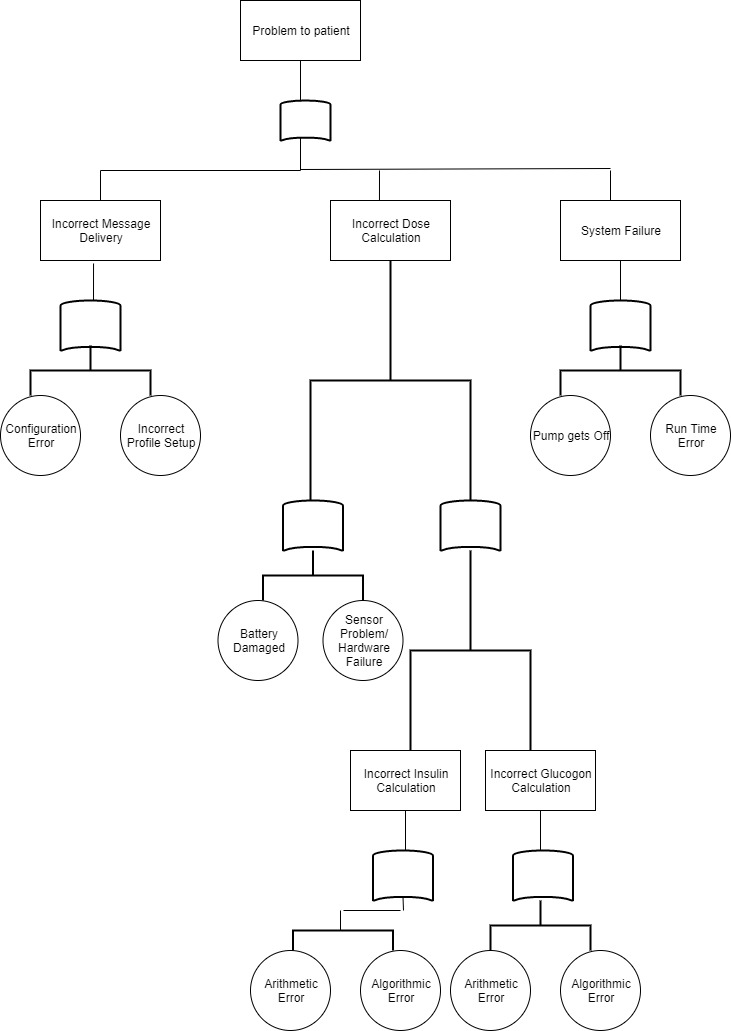 Problem to patient
Incorrect Message
Delivery
Incorrect Dose
Calculation
System Failure
Configuration
Error
Incorrect
Profile Setup
Pump gets Off
Run Time
Error
Battery
Damaged
Sensor
Problem/
Hardware
Failure
Incorrect Insulin
Calculation
Incorrect Glucogon
Calculation
Arithmetic
Error
Algorithmic
Error
Arithmetic
Error
Algorithmic
Error